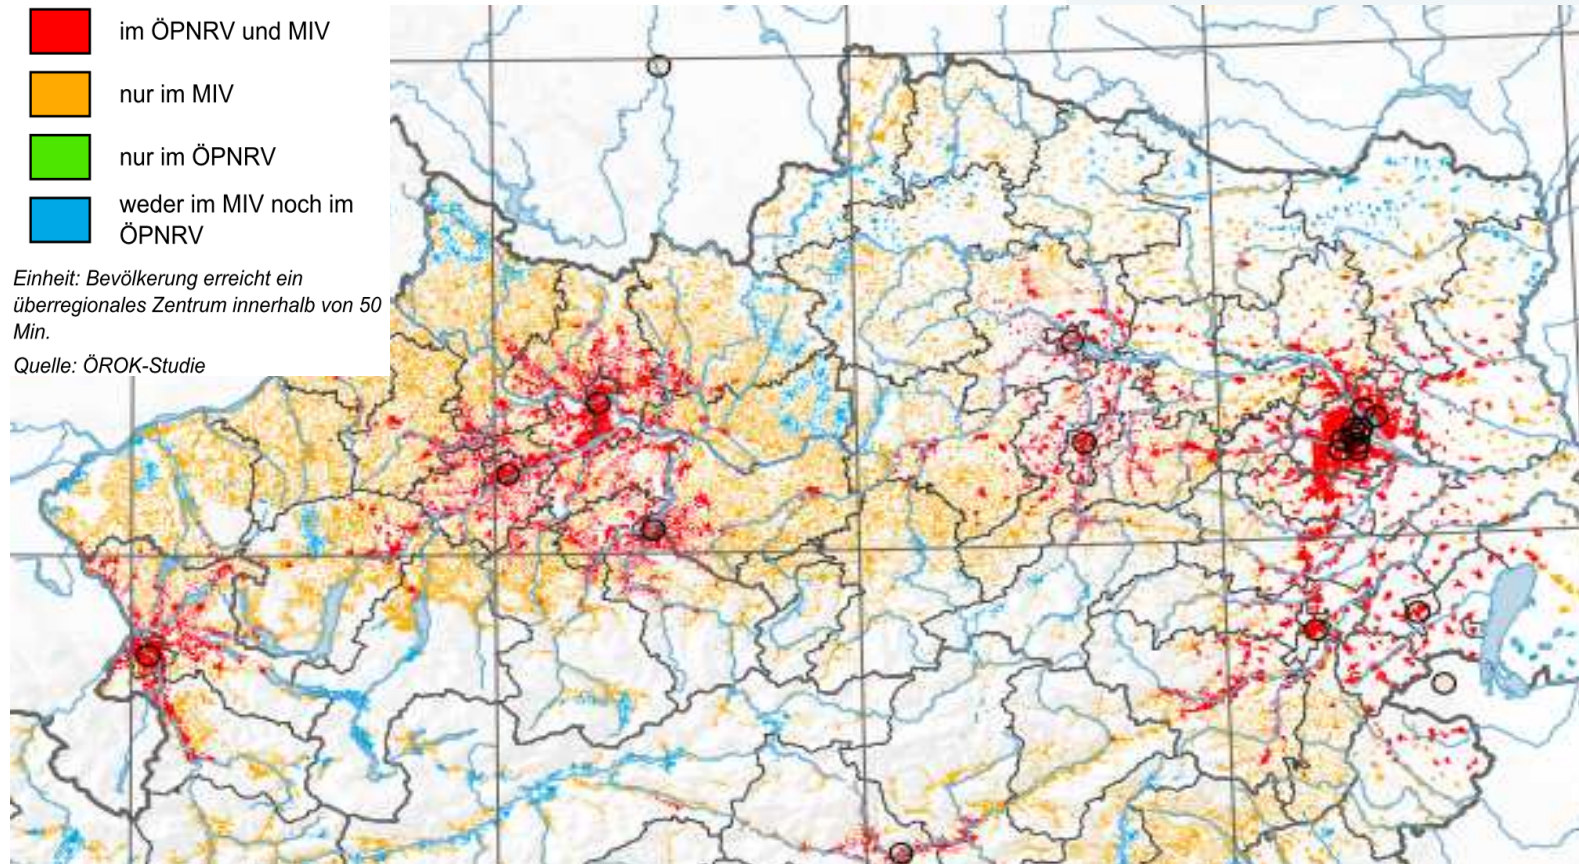 im ÖPNRV und MIV
nur im MIV
nur im ÖPNRV
weder im MIV noch im
ÖPNRV
Einheit: Bevölkerung erreicht ein
überregionales Zentrum innerhalb von 50
Min.
Quelle: ÖROK-Studie